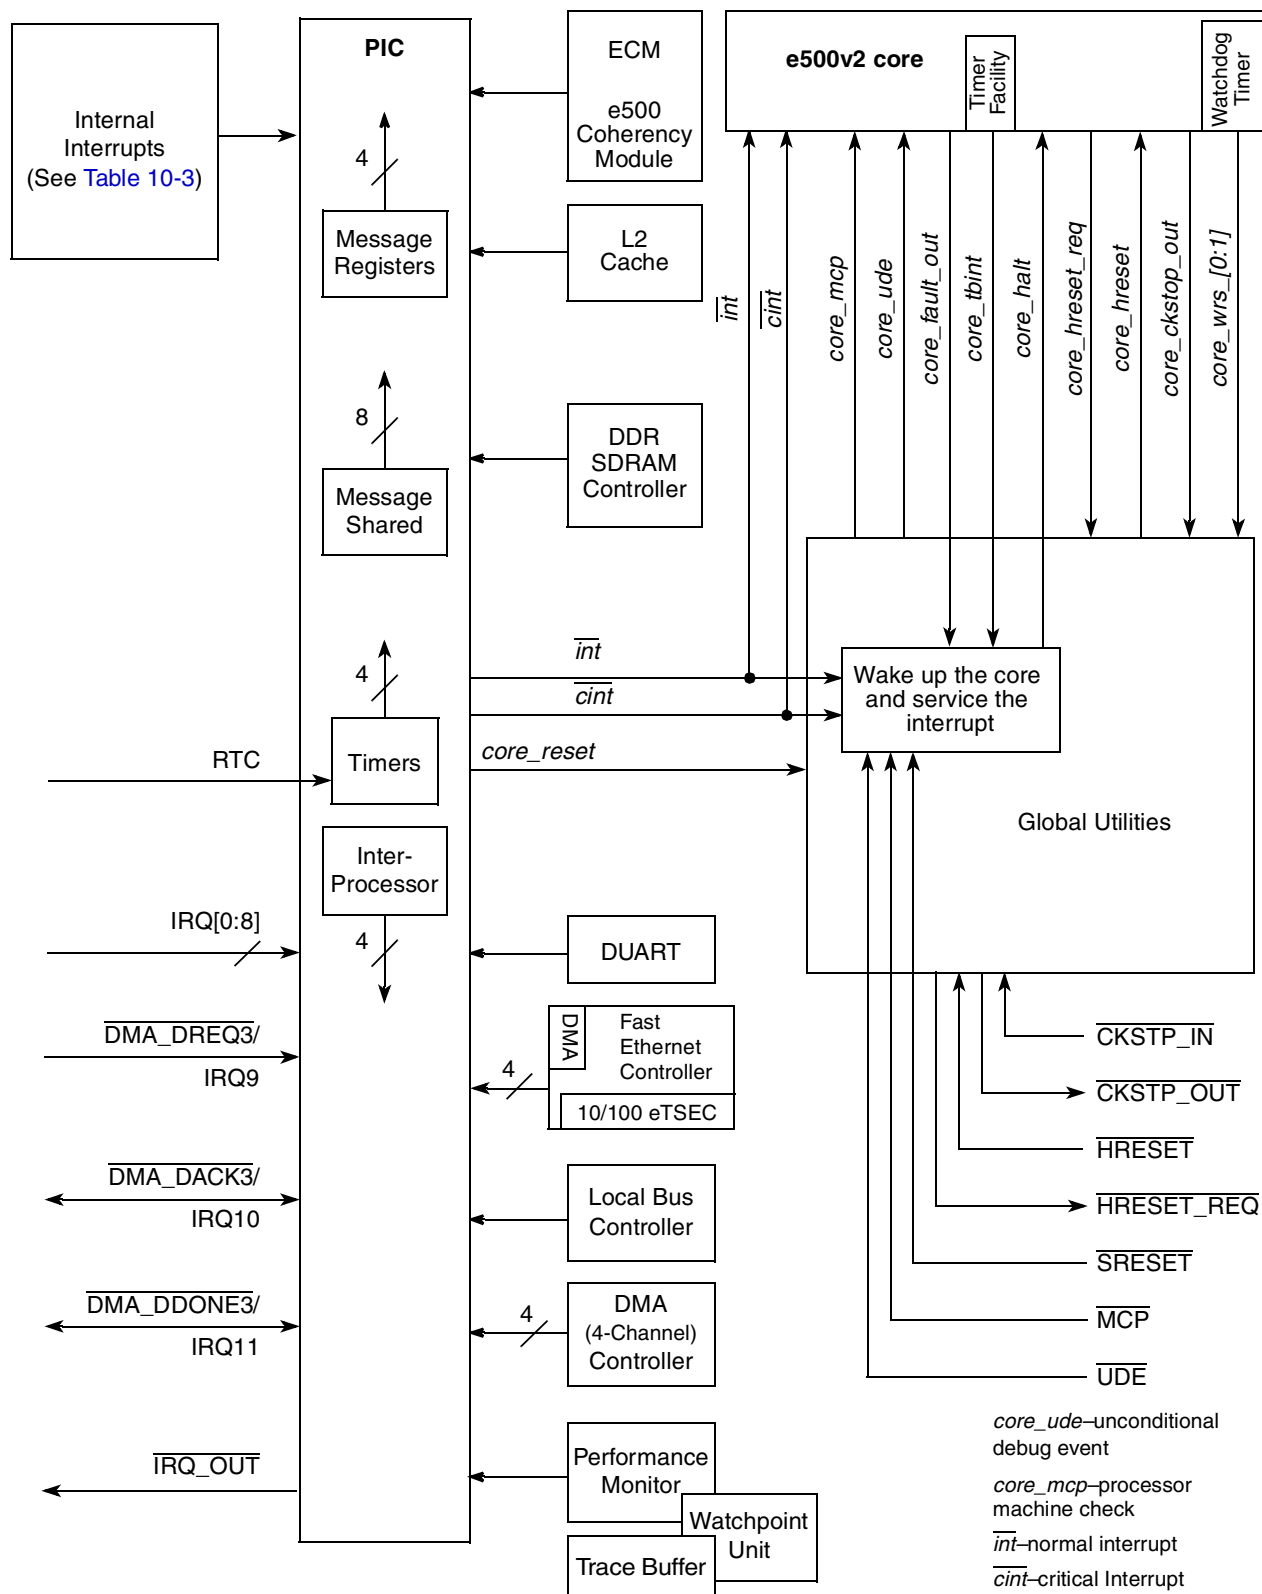 Internal
Interrupts
(See Table 10-3)
PIC
4
Message
Registers
8
Message
Shared
4
Timers
Inter-
Processor
4
RTC
IRQ[0:8]
DMA_DREQ3/
IRQ9
DMA_DACK3/
IRQ10
DMA_DDONE3/
IRQ11
IRQ_OUT
ECM
e500
Coherency
Module
L2
Cache
DDR
SDRAM
Controller
int
cint
core_reset
DUART
DMA
Fast
Ethernet
Controller
4
10/100 eTSEC
Local Bus
Controller
4
DMA
(4-Channel)
Controller
Performance
Monitor
Watchpoint
Unit
Trace Buffer
e500v2 core
Timer
Facility
Watchdog
Timer
int
cint
core_mcp
core_ude
core_fault_out
core_tbint
core_halt
core_hreset_req
core_hreset
core_ckstop_out
core_wrs_[0:1]
Wake up the core
and service the
interrupt
Global Utilities
CKSTP_IN
CKSTP_OUT
HRESET
HRESET_REQ
SRESET
MCP
UDE
core_ude–unconditional
debug event
core_mcp–processor
machine check
int–normal interrupt
cint–critical Interrupt